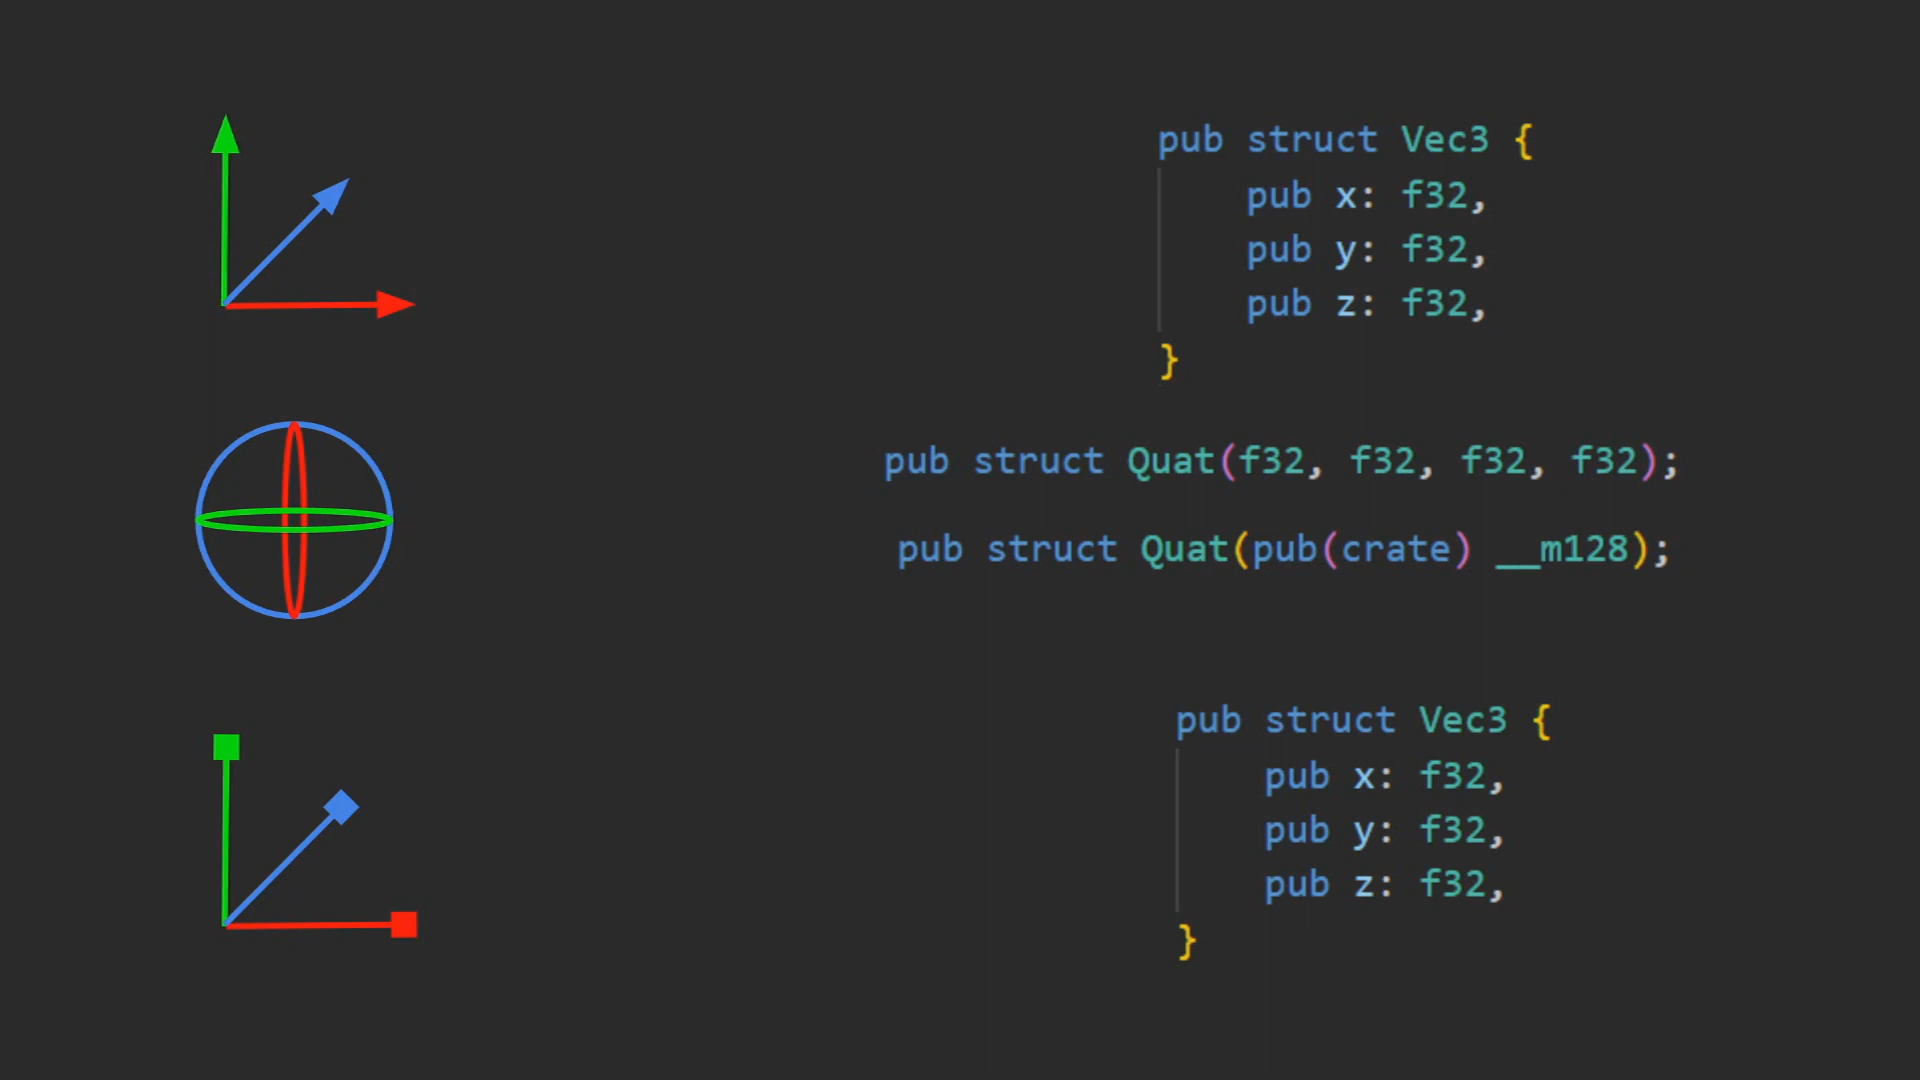 pub struct Vec3 {
    pub x: f32,
    pub y: f32,
    pub z: f32,
}
pub struct Quat(f32, f32, f32, f32);
pub struct Quat(pub(crate) __m128);
pub struct Vec3 {
    pub x: f32,
    pub y: f32,
    pub z: f32,
}